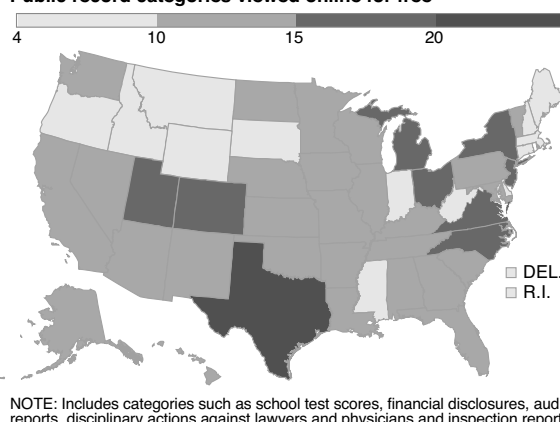 Public record categories viewed online for free
4 10 15 20
DEL.
R.I.
NOTE: Includes categories such as school test scores, financial disclosures, aud
reports, disciplinary actions against lawyers and physicians and inspection report